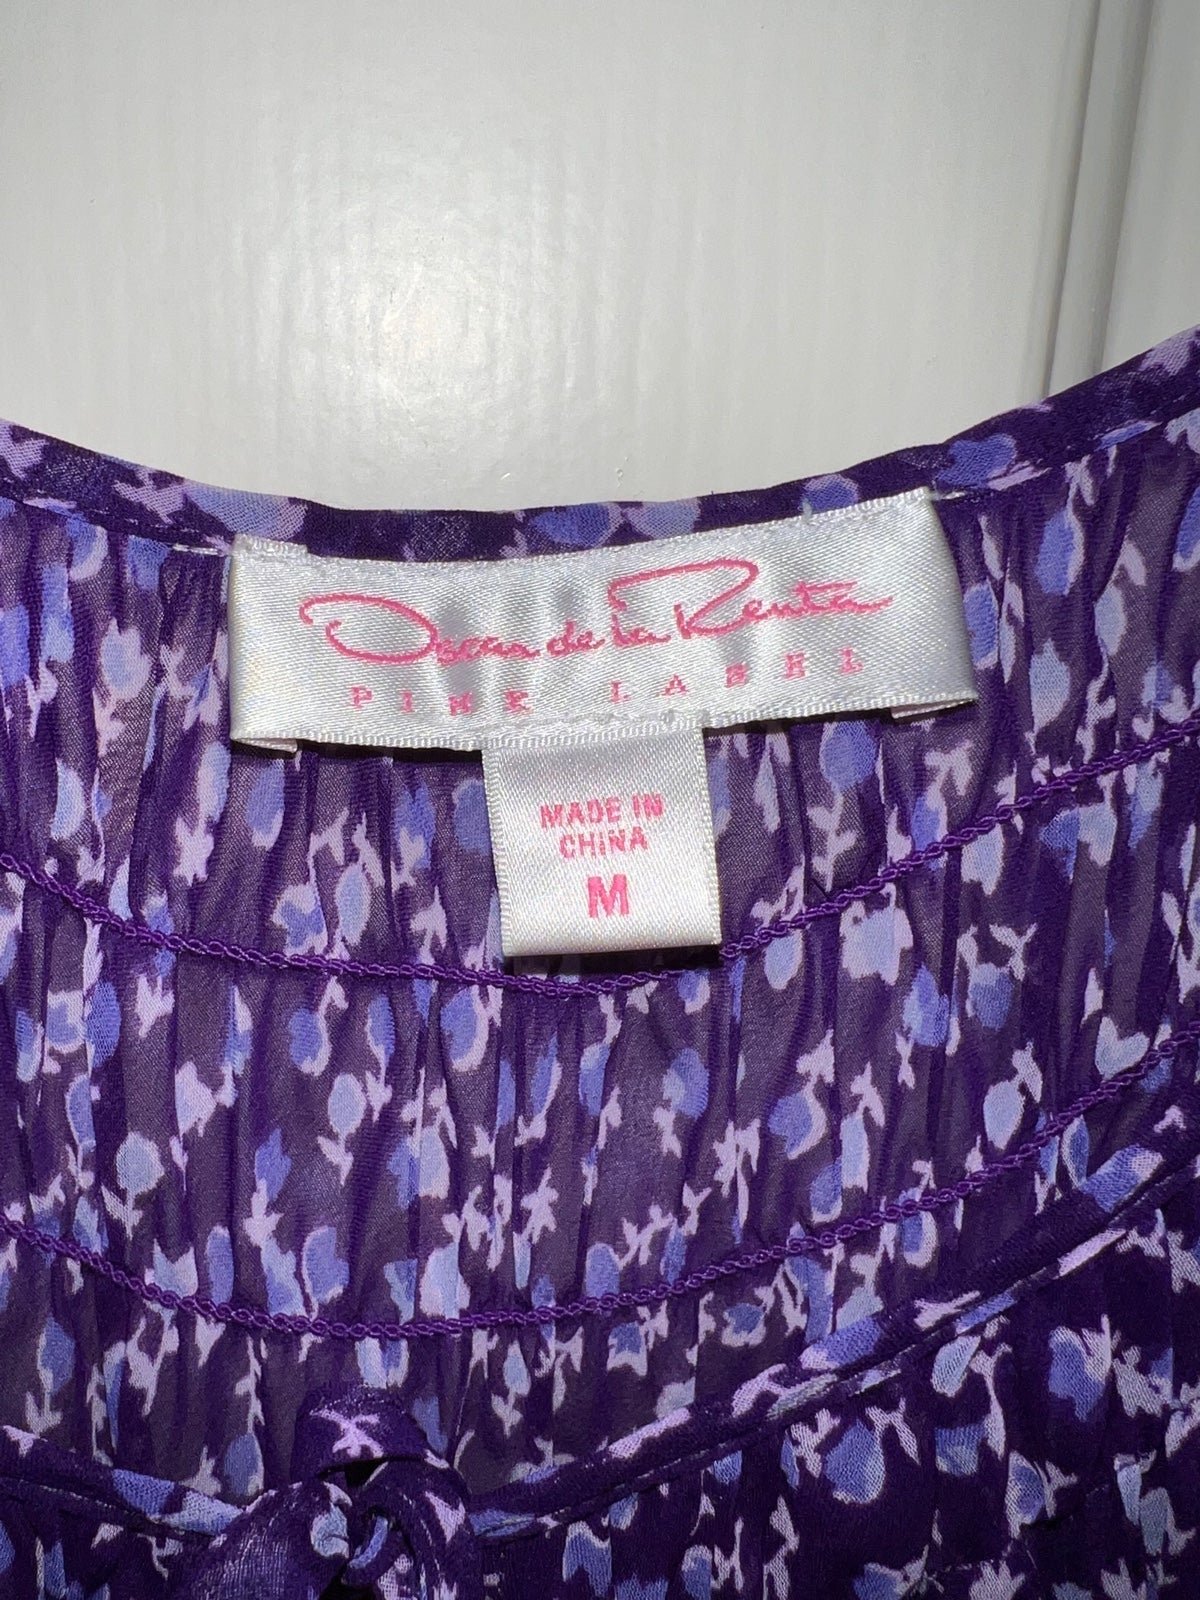 Oscar de la Renta
PINK LABEL
MADE IN
CHINA
M